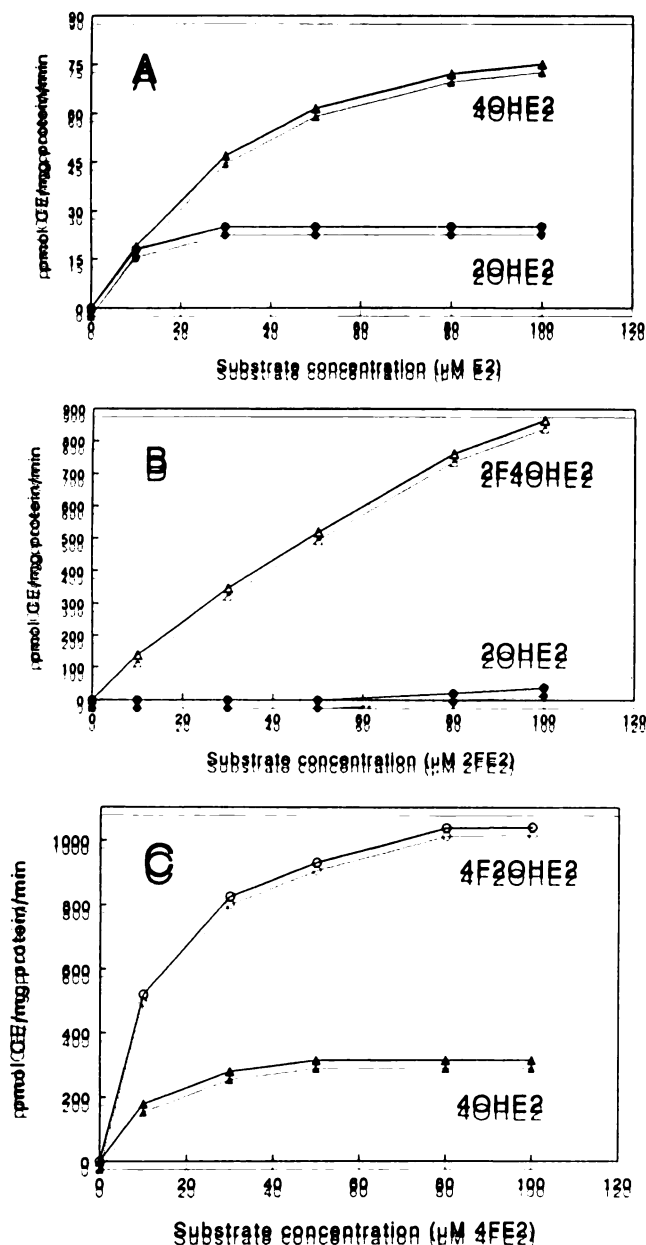 A
90
75
60
45
30
15
0
pmol CE/mg protein/min
4OHE2
2OHE2
0 20 40 60 80 100 120
Substrate concentration (µM E2)
B
900
800
700
600
500
400
300
200
100
0
pmol CE/mg protein/min
2F4OHE2
2OHE2
0 20 40 60 80 100 120
Substrate concentration (µM 2FE2)
C
1000
800
600
400
200
0
pmol CE/mg protein/min
4F2OHE2
4OHE2
0 20 40 60 80 100 120
Substrate concentration (µM 4FE2)